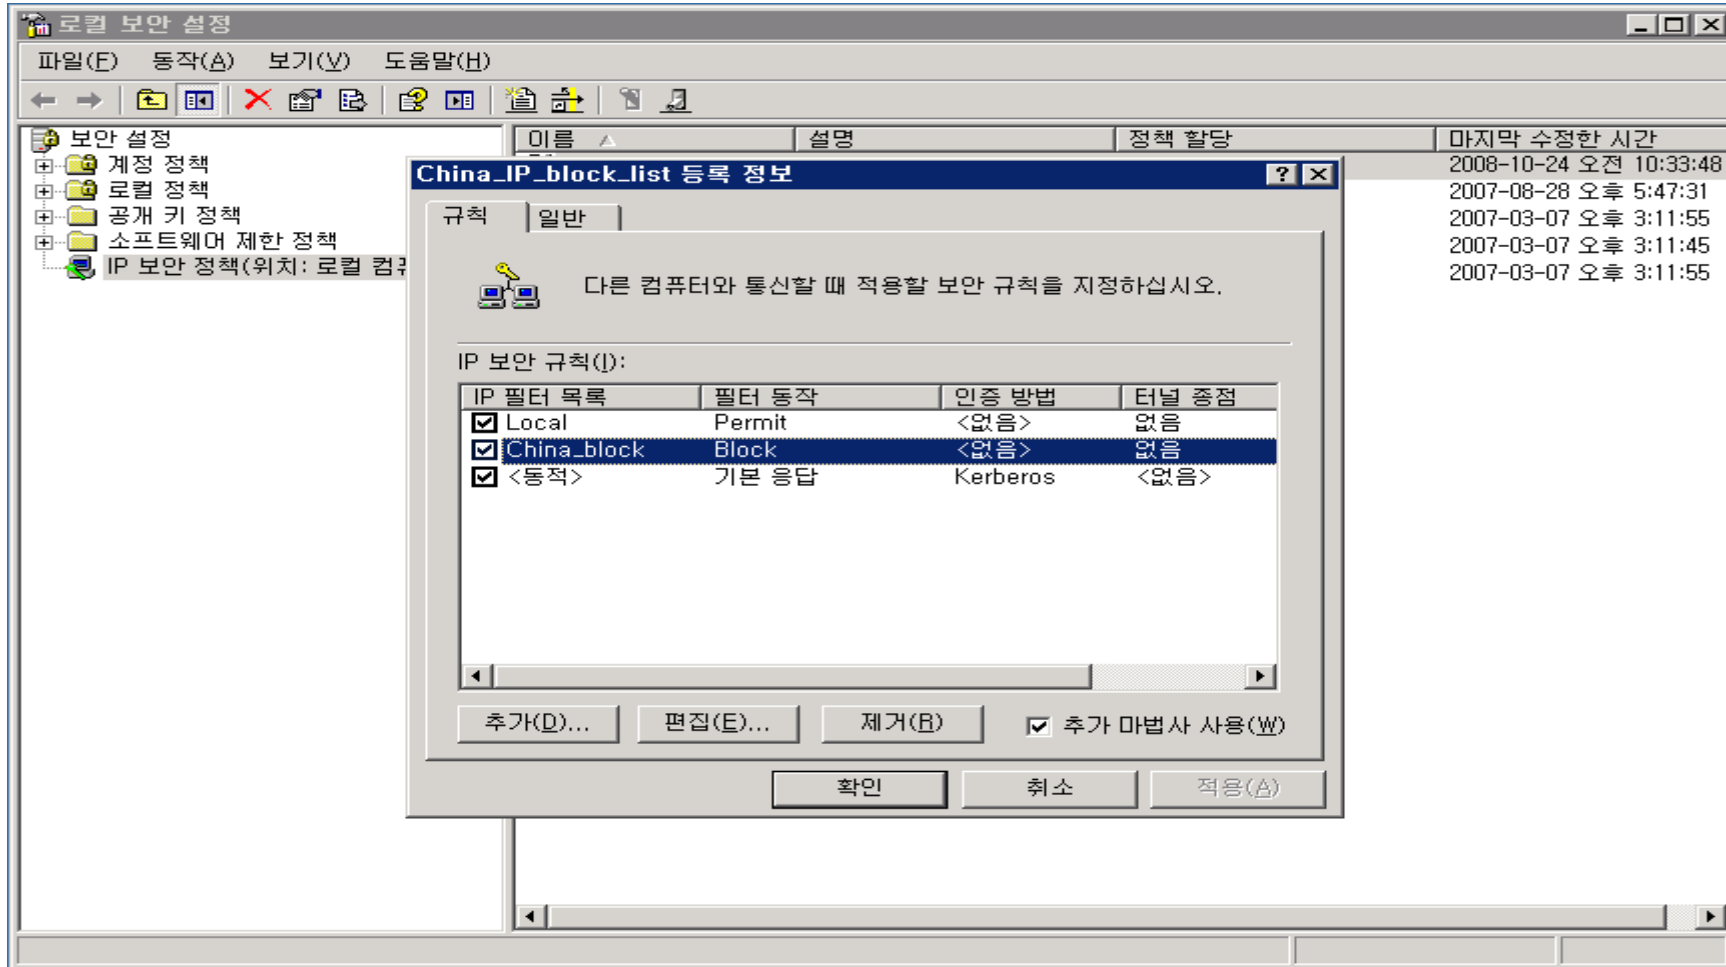 로컬 보안 설정
파일(F) 동작(A) 보기(V) 도움말(H)
보안 설정
계정 정책
로컬 정책
공개 키 정책
소프트웨어 제한 정책
IP 보안 정책(위치: 로컬
이름 설명 정책 할당 마지막 수정한 시간
2008-10-24 오전 10:33:48
2007-08-28 오후 5:47:31
2007-03-07 오후 3:11:55
2007-03-07 오후 3:11:45
2007-03-07 오후 3:11:55
China_IP_block_list 등록 정보
규칙 일반
다른 컴퓨터와 통신할 때 적용할 보안 규칙을 지정하십시오.
IP 보안 규칙(I):
IP 필터 목록 필터 동작 인증 방법 터널 종점
Local Permit <없음> 없음
China_block Block <없음> 없음
<동적> 기본 응답 Kerberos <없음>
추가(D)... 편집(E)... 제거(R) 추가 마법사 사용(W)
확인 취소 적용(A)